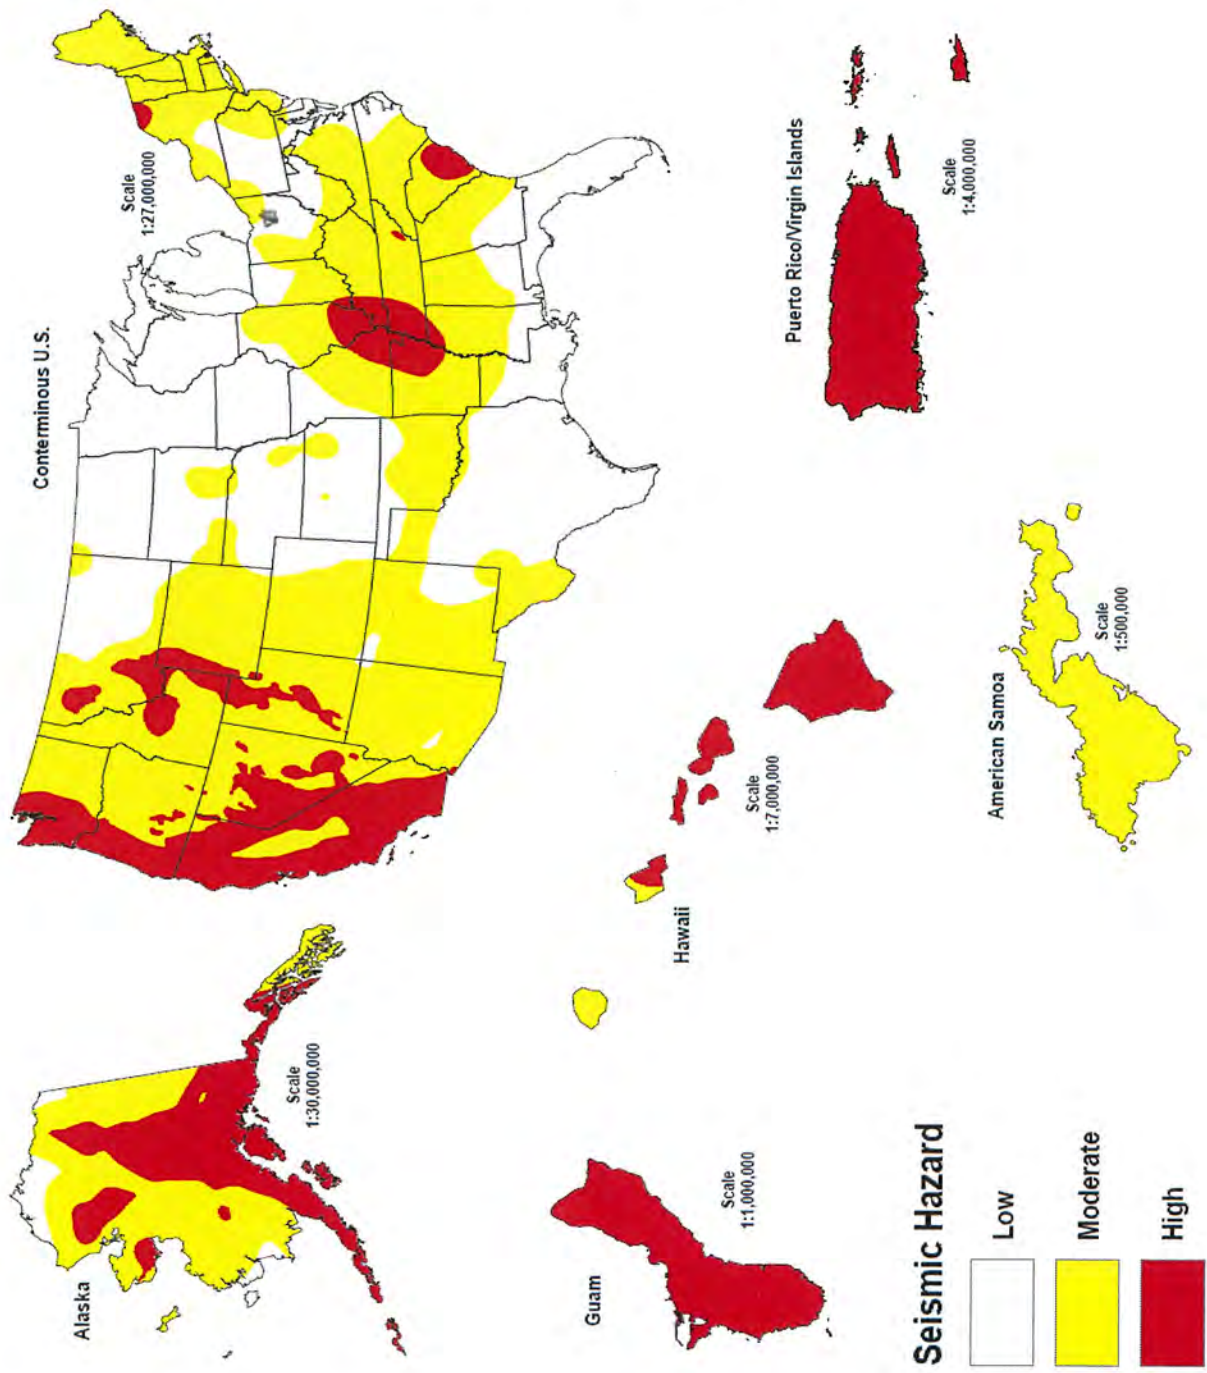 Conterminous U.S.
Scale
1:27,000,000
Alaska
Scale
1:30,000,000
Hawaii
Scale
1:7,000,000
Puerto Rico/Virgin Islands
Scale
1:4,000,000
Guam
Scale
1:1,000,000
American Samoa
Scale
1:500,000
Seismic Hazard
Low
Moderate
High